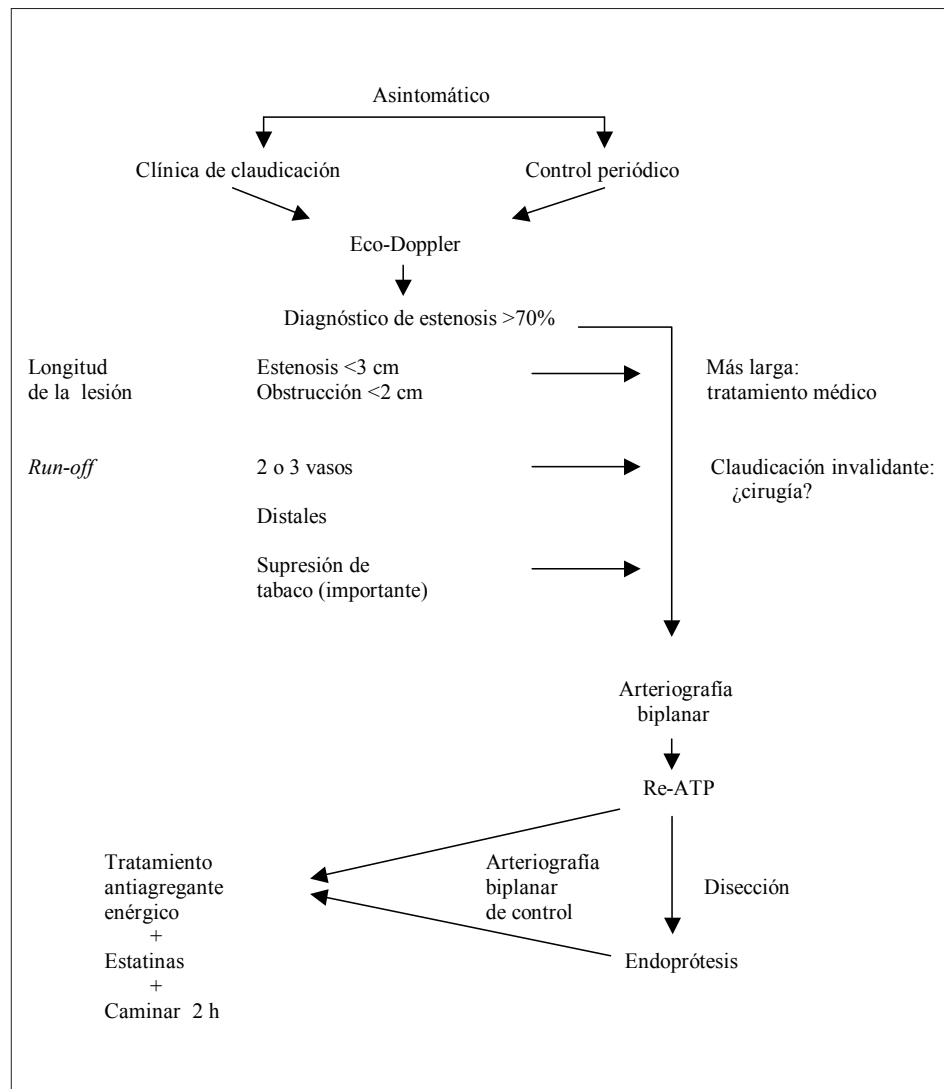 Asintomático
Clínica de claudicación
Control periódico
Eco-Doppler
Diagnóstico de estenosis >70%
Longitud
de la lesión
Estenosis <3 cm
Obstrucción <2 cm
Más larga:
tratamiento médico
Run-off
2 o 3 vasos
Distales
Claudicación invalidante:
¿cirugía?
Supresión de
tabaco (importante)
Arteriografía
biplanar
Re-ATP
Tratamiento
antiagregante
enérgico
+
Estatinas
+
Caminar 2 h
Arteriografía
biplanar
de control
Disección
Endoprótesis